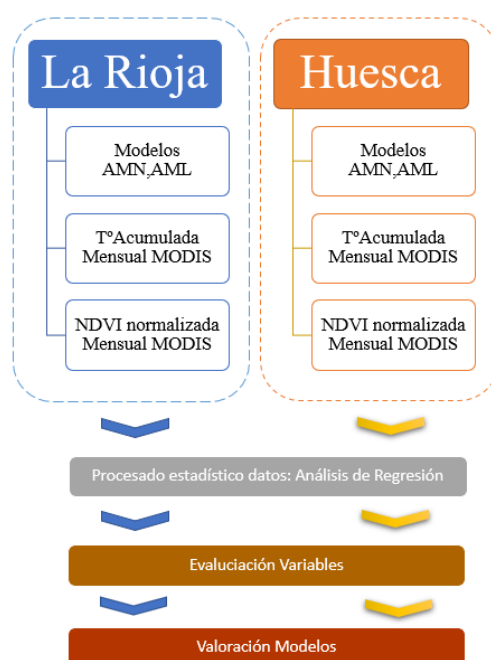 La Rioja
Modelos
AMN,AML
TºAcumulada
Mensual MODIS
NDVI normalizada
Mensual MODIS
Huesca
Modelos
AMN,AML
TºAcumulada
Mensual MODIS
NDVI normalizada
Mensual MODIS
Procesado estadístico datos: Análisis de Regresión
Evaluciación Variables
Valoración Modelos